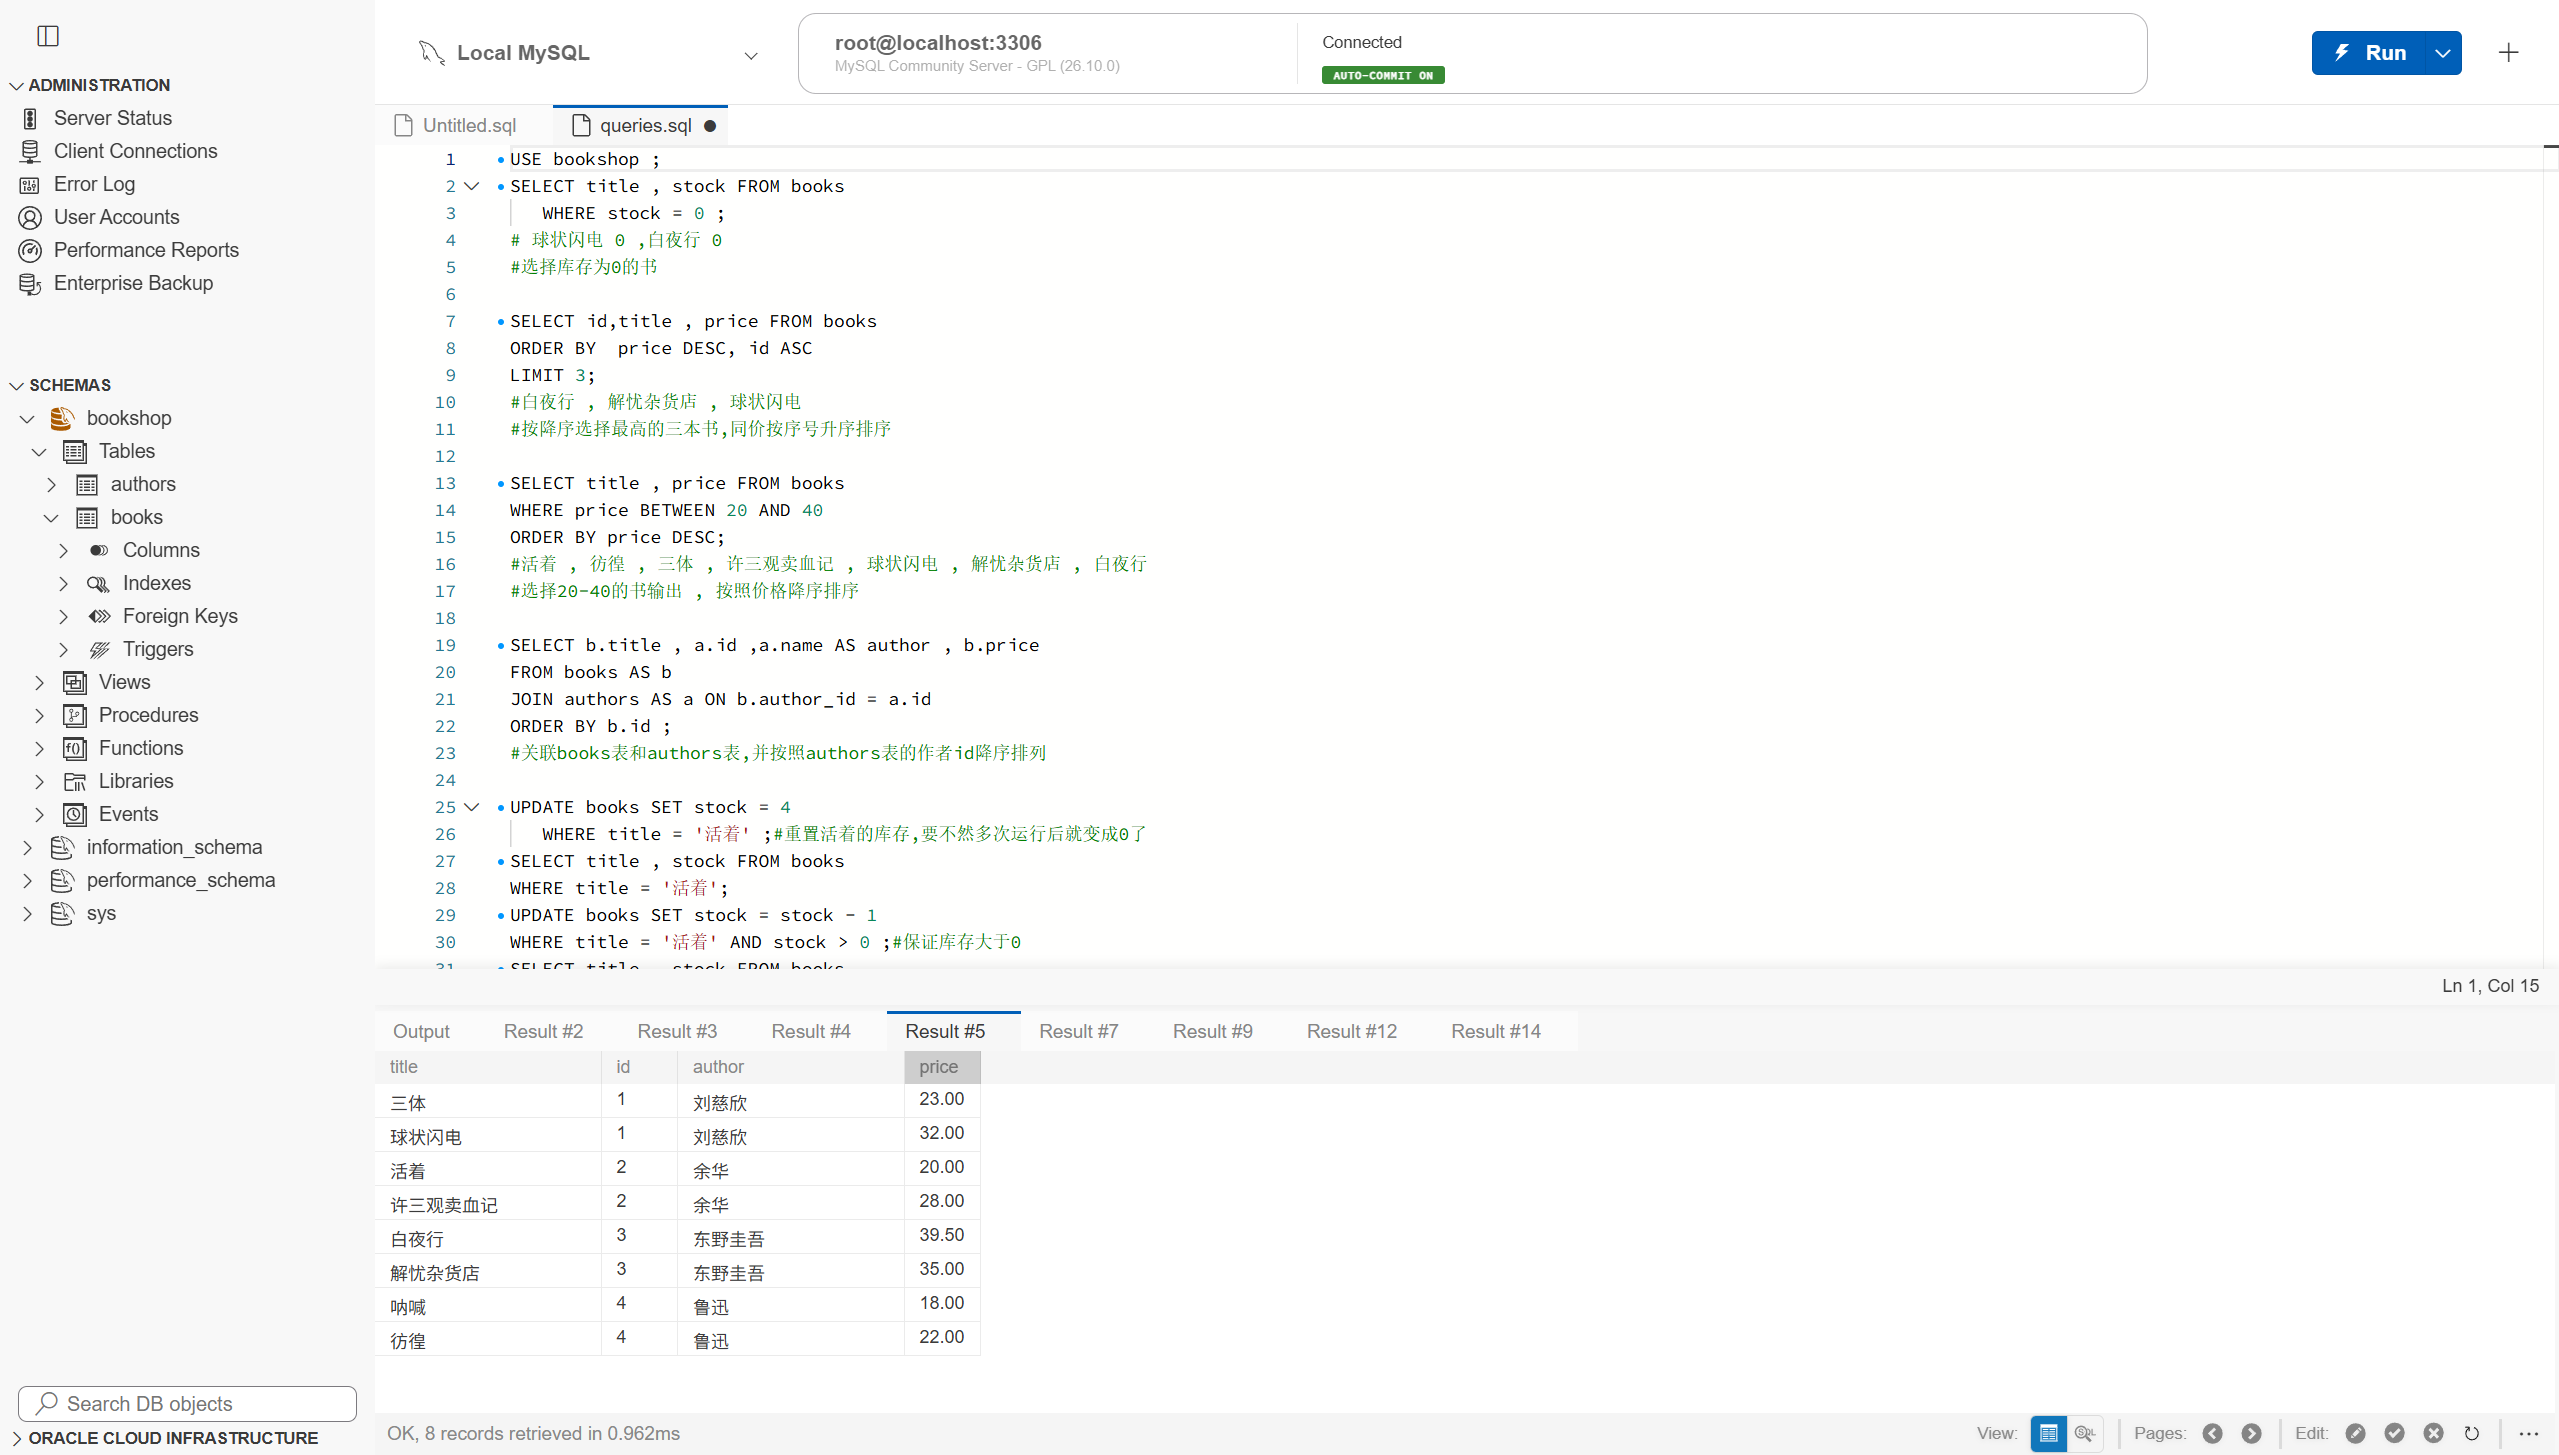 Local MySQL
root@localhost:3306
MySQL Community Server - GPL (26.10.0)
Connected
AUTO-COMMIT ON
Run
ADMINISTRATION
Server Status
Client Connections
Error Log
User Accounts
Performance Reports
Enterprise Backup
SCHEMAS
bookshop
Tables
authors
books
Columns
Indexes
Foreign Keys
Triggers
Views
Procedures
Functions
Libraries
Events
information_schema
performance_schema
sys
Search DB objects
ORACLE CLOUD INFRASTRUCTURE
Untitled.sql
queries.sql
1 USE bookshop ;
2 SELECT title , stock FROM books
3 WHERE stock = 0 ;
4 # 球状闪电 0 ,白夜行 0
5 #选择库存为0的书
6
7 SELECT id,title , price FROM books
8 ORDER BY  price DESC, id ASC
9 LIMIT 3;
10 #白夜行 , 解忧杂货店 , 球状闪电
11 #按降序选择最高的三本书,同价按序号升序排序
12
13 SELECT title , price FROM books
14 WHERE price BETWEEN 20 AND 40
15 ORDER BY price DESC;
16 #活着 , 彷徨 , 三体 , 许三观卖血记 , 球状闪电 , 解忧杂货店 , 白夜行
17 #选择20-40的书输出 , 按照价格降序排序
18
19 SELECT b.title , a.id ,a.name AS author , b.price
20 FROM books AS b
21 JOIN authors AS a ON b.author_id = a.id
22 ORDER BY b.id ;
23 #关联books表和authors表,并按照authors表的作者id降序排列
24
25 UPDATE books SET stock = 4
26 WHERE title = '活着' ;#重置活着的库存,要不然多次运行后就变成0了
27 SELECT title , stock FROM books
28 WHERE title = '活着';
29 UPDATE books SET stock = stock - 1
30 WHERE title = '活着' AND stock > 0 ;#保证库存大于0
31 SELECT title , stock FROM books
Ln 1, Col 15
Output Result #2 Result #3 Result #4 Result #5 Result #7 Result #9 Result #12 Result #14
title id author price
三体 1 刘慈欣 23.00
球状闪电 1 刘慈欣 32.00
活着 2 余华 20.00
许三观卖血记 2 余华 28.00
白夜行 3 东野圭吾 39.50
解忧杂货店 3 东野圭吾 35.00
呐喊 4 鲁迅 18.00
彷徨 4 鲁迅 22.00
OK, 8 records retrieved in 0.962ms
View: Pages: Edit: